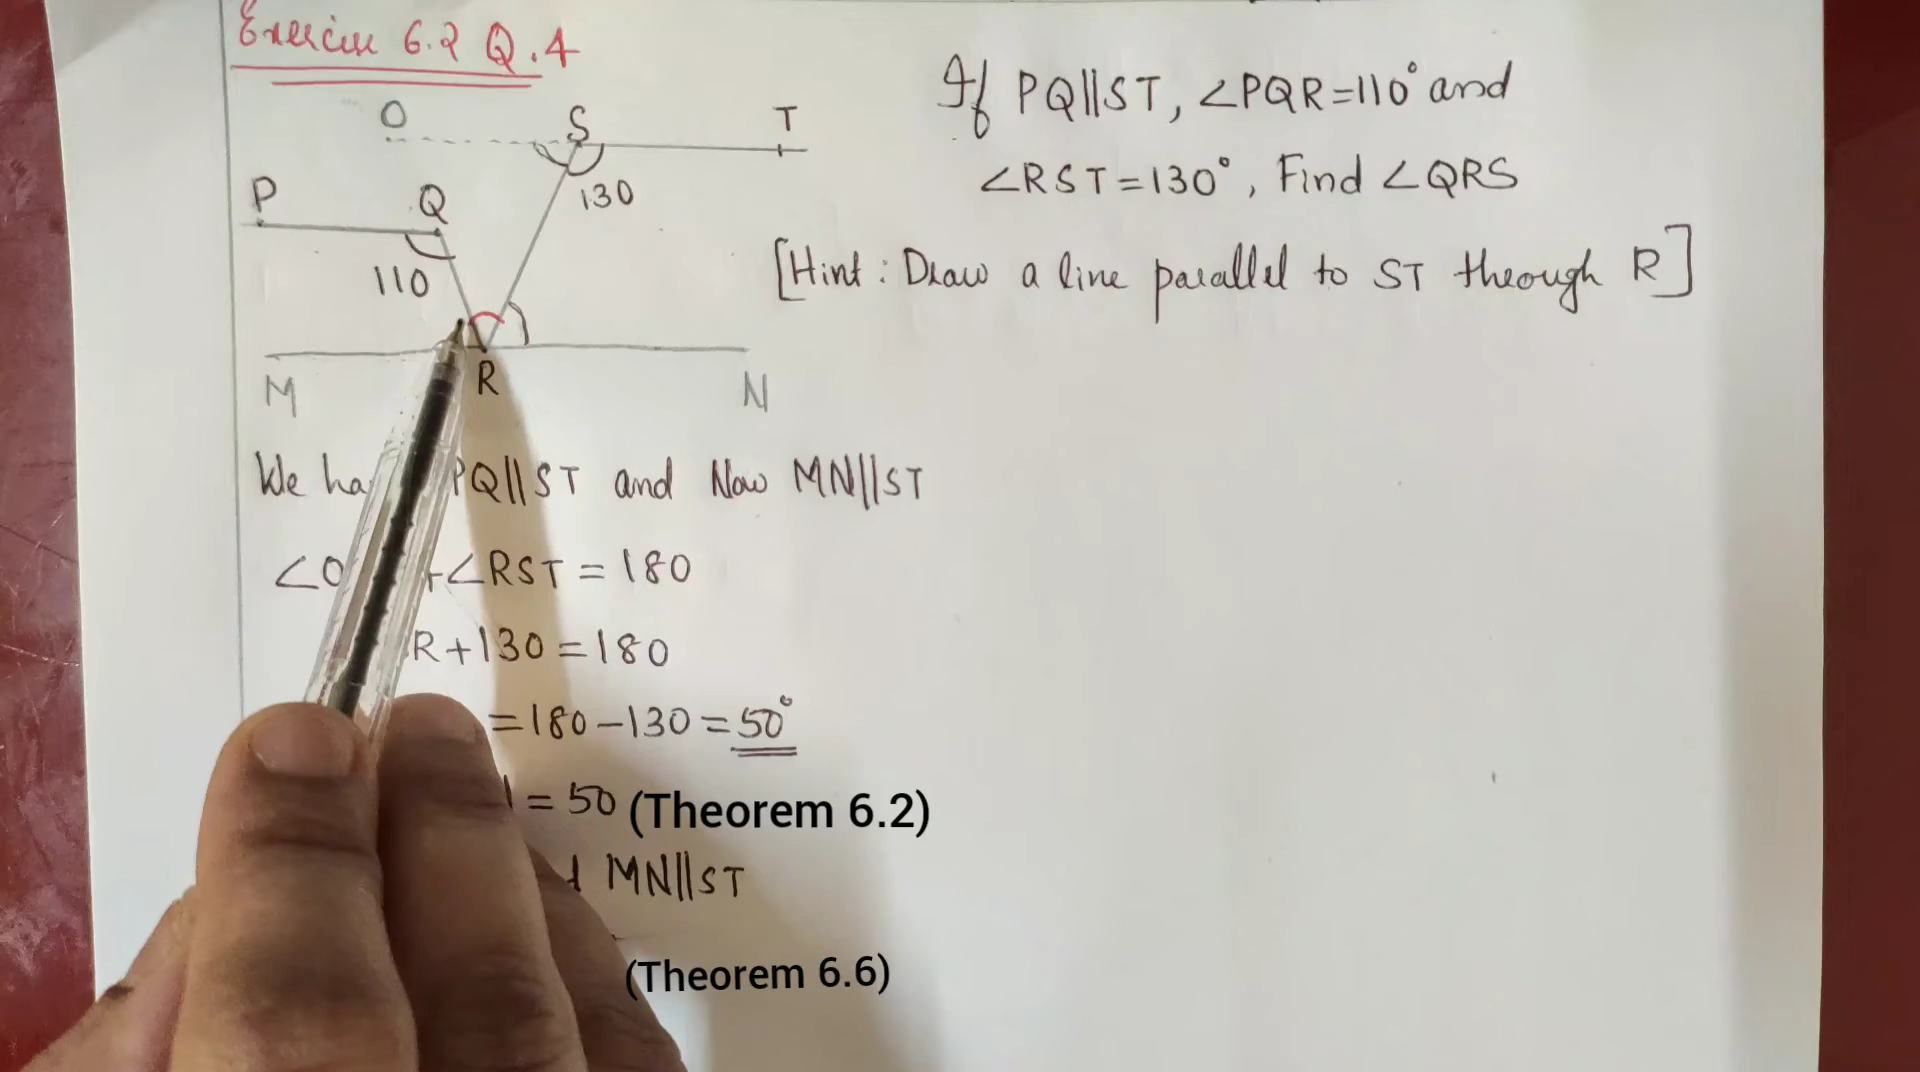 Exercise 6.2 Q.4
If PQ||ST, ∠PQR=110° and
∠RST=130°, Find ∠QRS
[Hint: Draw a line parallel to ST through R]
O S T
P Q 130
110
R
M N
We PQ||ST and Now MN||ST
+∠RST = 180
R+130=180
=180-130=50°
=50 (Theorem 6.2)
MN||ST
(Theorem 6.6)